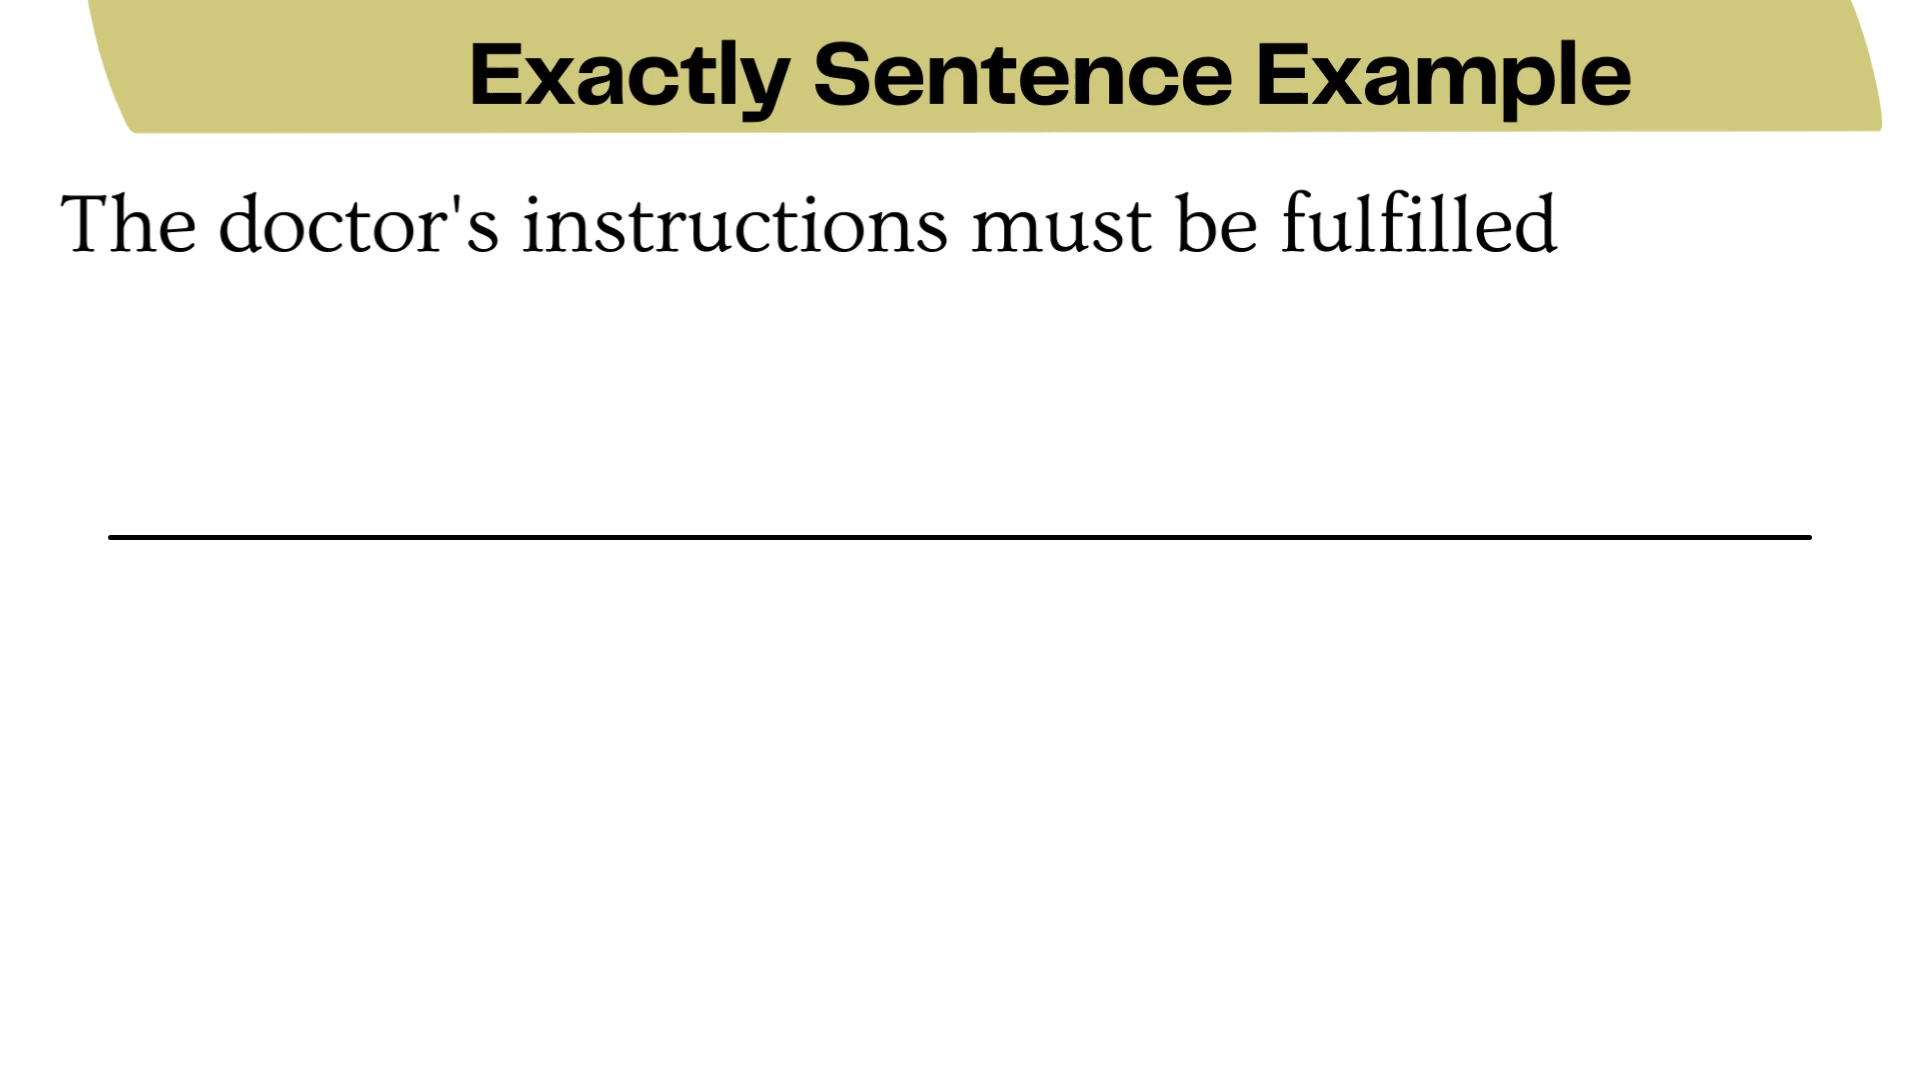 Exactly Sentence Example
The doctor's instructions must be fulfilled